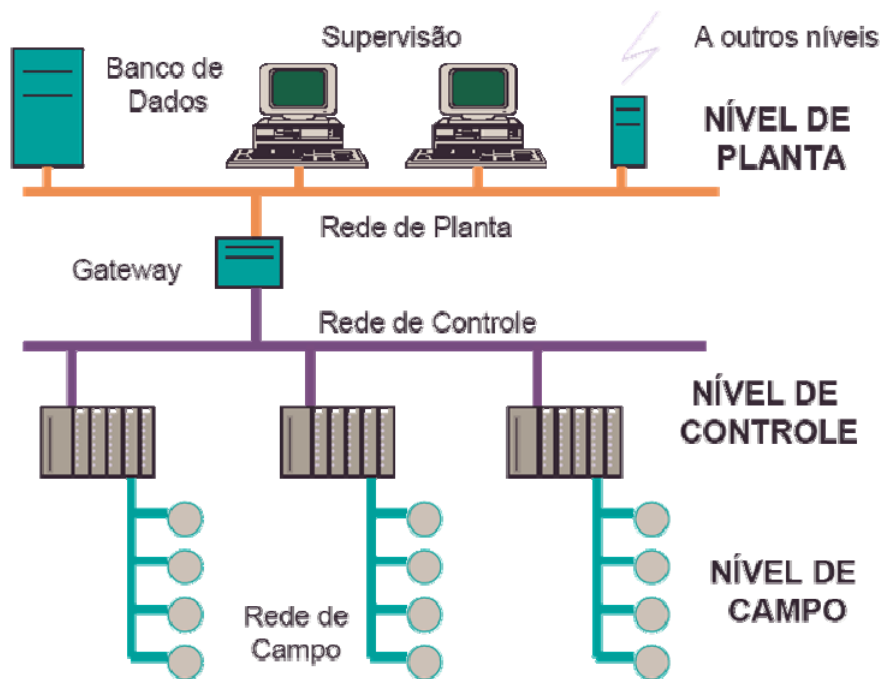 Supervisão
A outros níveis
Banco de
Dados
NÍVEL DE
PLANTA
Rede de Planta
Gateway
Rede de Controle
NÍVEL DE
CONTROLE
NÍVEL DE
CAMPO
Rede de
Campo